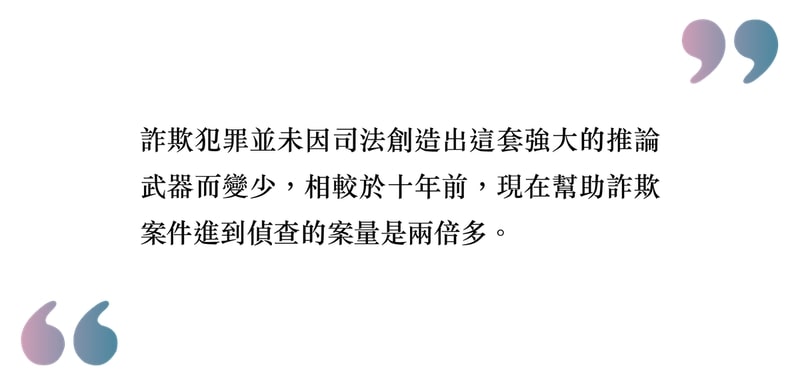 詐欺犯罪並未因司法創造出這套強大的推論
武器而變少，相較於十年前，現在幫助詐欺
案件進到偵查的案量是兩倍多。